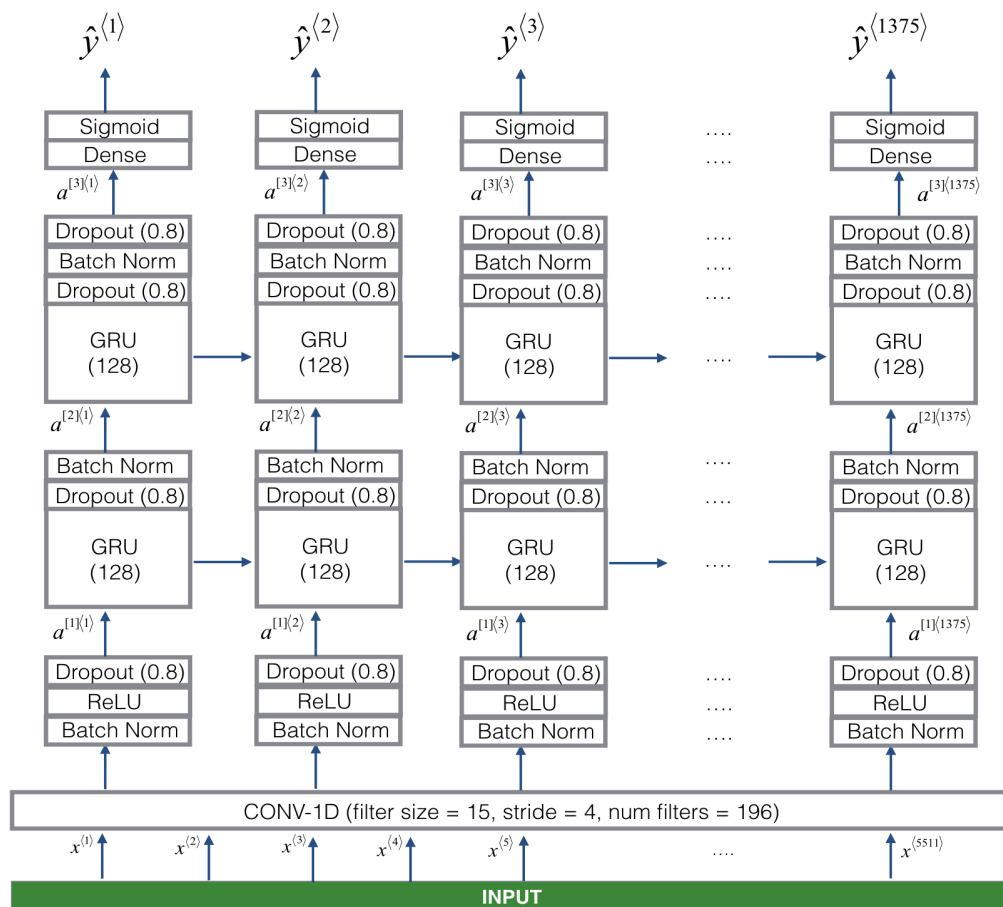 ŷ⟨1⟩ ŷ⟨2⟩ ŷ⟨3⟩ ŷ⟨1375⟩
Sigmoid Sigmoid Sigmoid .... Sigmoid
Dense Dense Dense .... Dense
a[3]⟨1⟩ a[3]⟨2⟩ a[3]⟨3⟩ a[3]⟨1375⟩
Dropout (0.8) Dropout (0.8) Dropout (0.8) .... Dropout (0.8)
Batch Norm Batch Norm Batch Norm .... Batch Norm
Dropout (0.8) Dropout (0.8) Dropout (0.8) .... Dropout (0.8)
GRU GRU GRU GRU
(128) (128) (128) .... (128)
a[2]⟨1⟩ a[2]⟨2⟩ a[2]⟨3⟩ a[2]⟨1375⟩
Batch Norm Batch Norm Batch Norm .... Batch Norm
Dropout (0.8) Dropout (0.8) Dropout (0.8) .... Dropout (0.8)
GRU GRU GRU GRU
(128) (128) (128) .... (128)
a[1]⟨1⟩ a[1]⟨2⟩ a[1]⟨3⟩ a[1]⟨1375⟩
Dropout (0.8) Dropout (0.8) Dropout (0.8) .... Dropout (0.8)
ReLU ReLU ReLU .... ReLU
Batch Norm Batch Norm Batch Norm .... Batch Norm
CONV-1D (filter size = 15, stride = 4, num filters = 196)
x⟨1⟩ x⟨2⟩ x⟨3⟩ x⟨4⟩ x⟨5⟩ .... x⟨5511⟩
INPUT